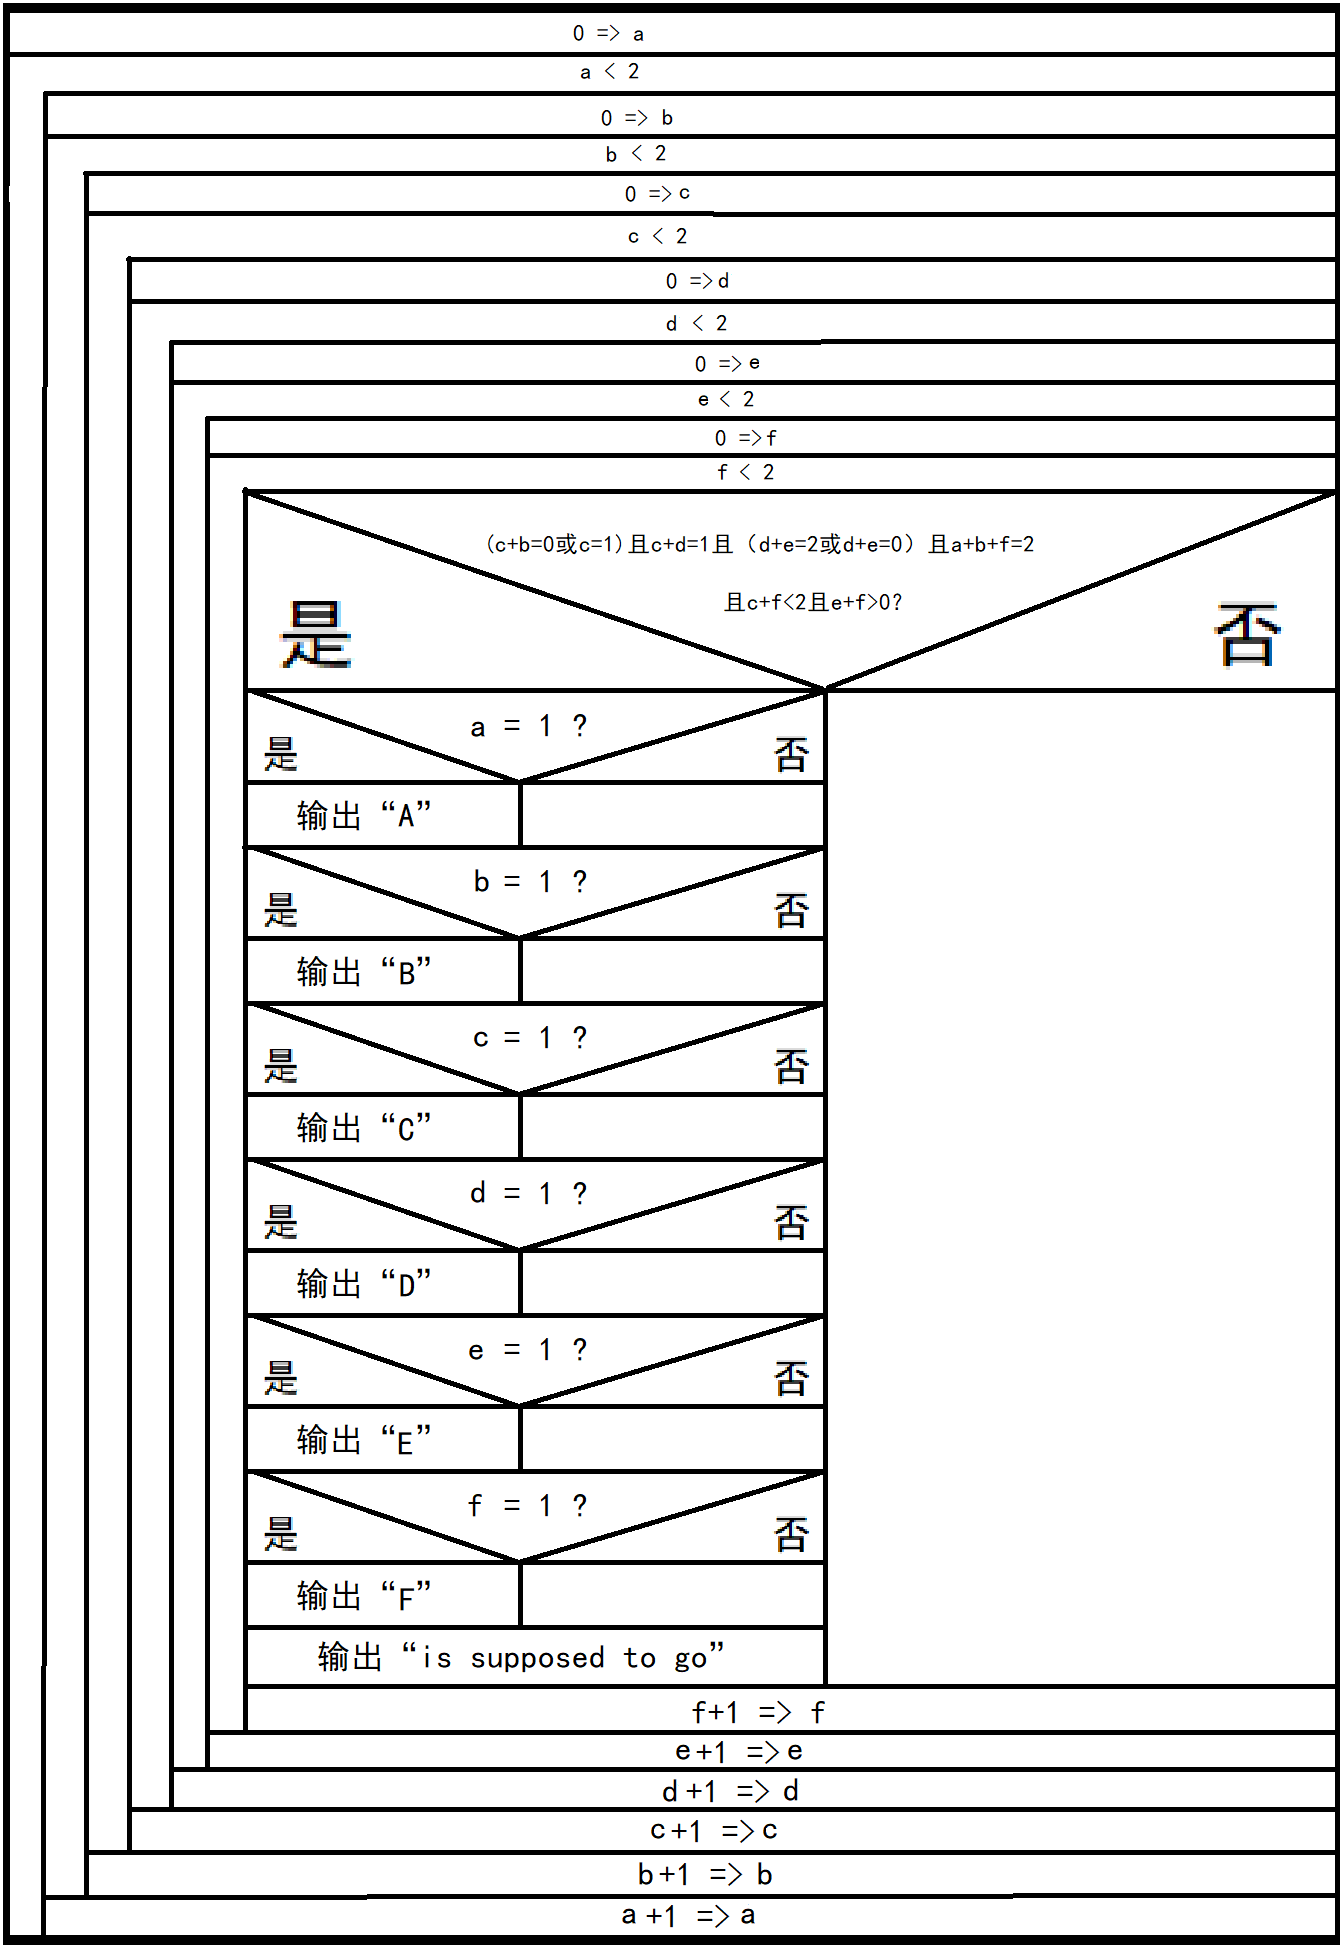 0 => a
a < 2
0 => b
b < 2
0 =>c
c < 2
0 =>d
d < 2
0 =>e
e < 2
0 =>f
f < 2
(c+b=0或c=1)且c+d=1且（d+e=2或d+e=0）且a+b+f=2
且c+f<2且e+f>0?
是 否
a = 1 ?
是 否
输出“A”
b = 1 ?
是 否
输出“B”
c = 1 ?
是 否
输出“C”
d = 1 ?
是 否
输出“D”
e = 1 ?
是 否
输出“E”
f = 1 ?
是 否
输出“F”
输出“is supposed to go”
f+1 => f
e+1 =>e
d+1 => d
c+1 =>c
b+1 => b
a+1 =>a